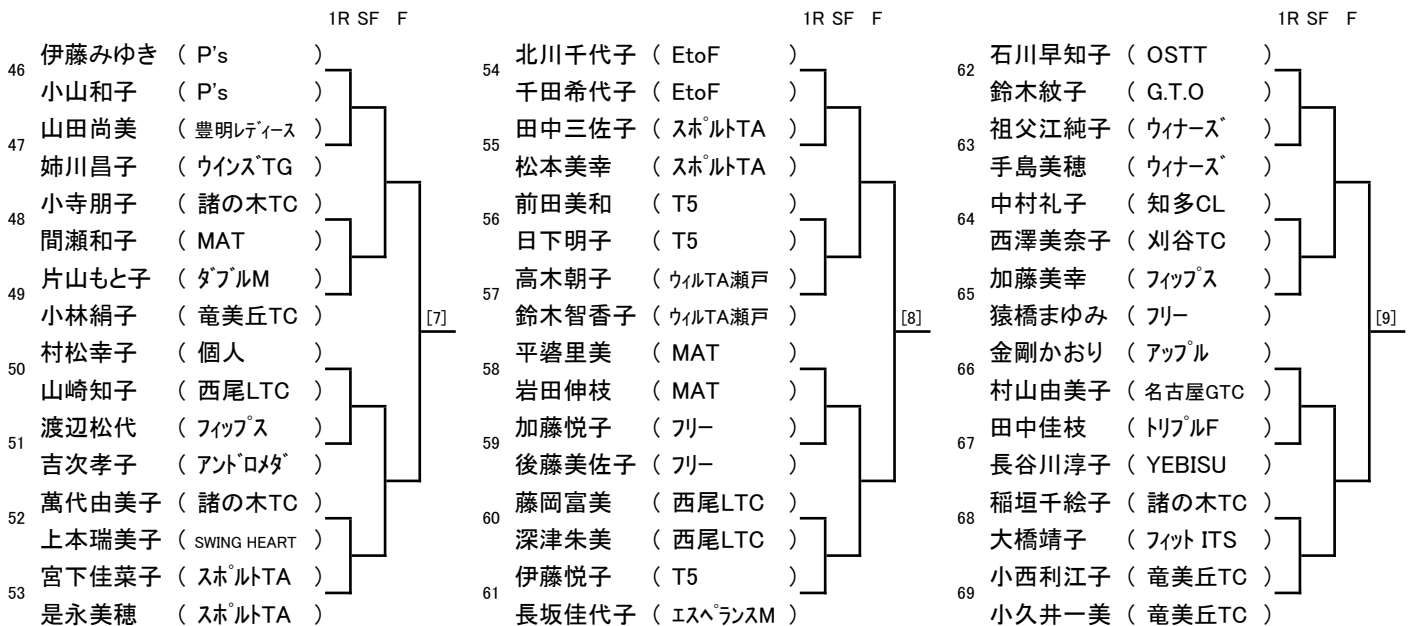 1R SF F
46 伊藤みゆき ( P's )
小山和子 ( P's )
47 山田尚美 ( 豊明レディース )
姉川昌子 ( ウインズTG )
48 小寺朋子 ( 諸の木TC )
間瀬和子 ( MAT )
49 片山もと子 ( ダブルM )
小林絹子 ( 竜美丘TC )
[7]
50 村松幸子 ( 個人 )
山崎知子 ( 西尾LTC )
51 渡辺松代 ( フィップス )
吉次孝子 ( アンドロメダ )
52 萬代由美子 ( 諸の木TC )
上本瑞美子 ( SWING HEART )
53 宮下佳菜子 ( スポルトTA )
是永美穂 ( スポルトTA )
1R SF F
54 北川千代子 ( EtoF )
千田希代子 ( EtoF )
55 田中三佐子 ( スポルトTA )
松本美幸 ( スポルトTA )
56 前田美和 ( T5 )
日下明子 ( T5 )
57 高木朝子 ( ウィルTA瀬戸 )
鈴木智香子 ( ウィルTA瀬戸 )
[8]
58 平碆里美 ( MAT )
岩田伸枝 ( MAT )
59 加藤悦子 ( フリー )
後藤美佐子 ( フリー )
60 藤岡富美 ( 西尾LTC )
深津朱美 ( 西尾LTC )
61 伊藤悦子 ( T5 )
長坂佳代子 ( エスペランスM )
1R SF F
62 石川早知子 ( OSTT )
鈴木紋子 ( G.T.O )
63 祖父江純子 ( ウィナーズ )
手島美穂 ( ウィナーズ )
64 中村礼子 ( 知多CL )
西澤美奈子 ( 刈谷TC )
65 加藤美幸 ( フィップス )
猿橋まゆみ ( フリー )
[9]
66 金剛かおり ( アップル )
村山由美子 ( 名古屋GTC )
67 田中佳枝 ( トリプルF )
長谷川淳子 ( YEBISU )
68 稲垣千絵子 ( 諸の木TC )
大橋靖子 ( フィット ITS )
69 小西利江子 ( 竜美丘TC )
小久井一美 ( 竜美丘TC )